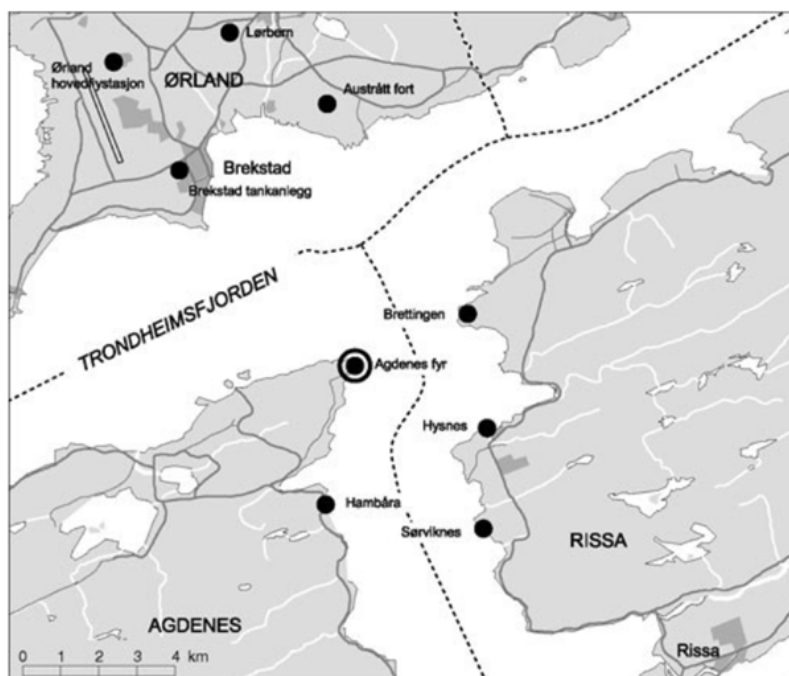 Lørbern
Ørland
hovedflystasjon
ØRLAND
Austrått fort
Brekstad
Brekstad tankanlegg
TRONDHEIMSFJORDEN
Brettingen
Agdenes fyr
Hysnes
Hambåra
Sørviknes
RISSA
AGDENES
Rissa
0 1 2 3 4 km